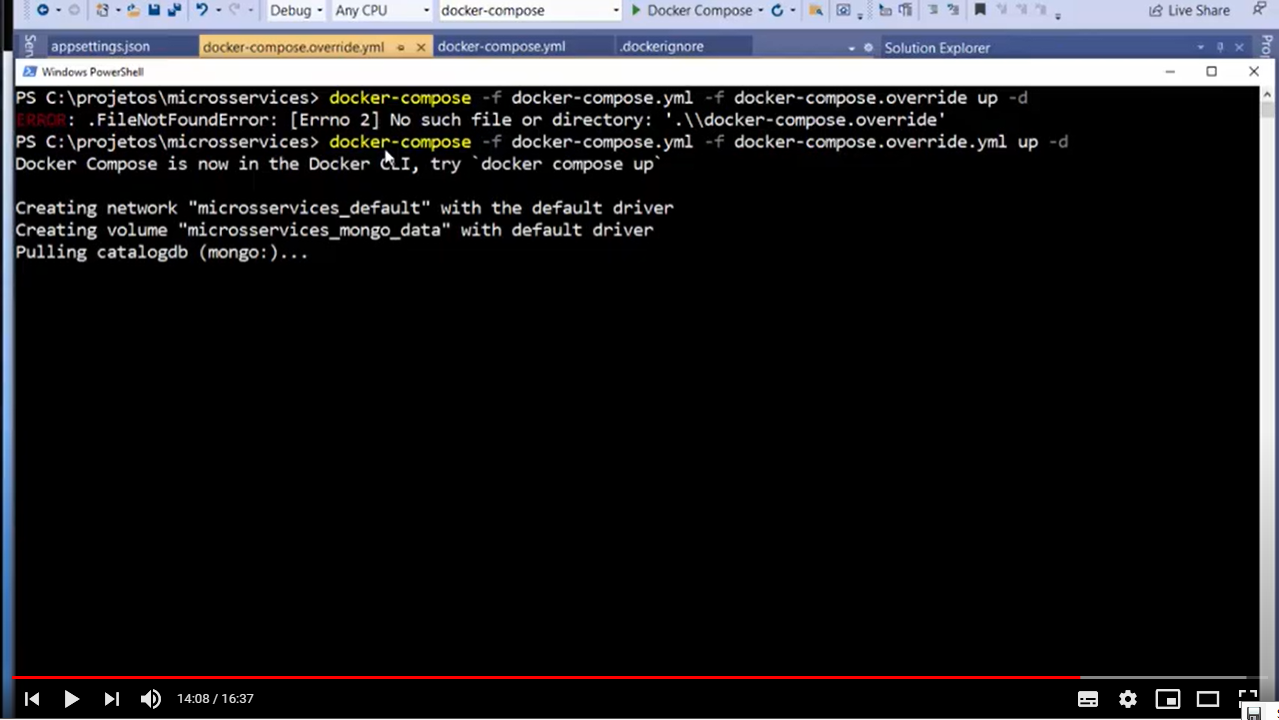 Debug Any CPU docker-compose Docker Compose Live Share
appsettings.json docker-compose.override.yml docker-compose.yml .dockerignore Solution Explorer
Windows PowerShell
PS C:\projetos\microsservices> docker-compose -f docker-compose.yml -f docker-compose.override up -d
ERROR: .FileNotFoundError: [Errno 2] No such file or directory: '.\\docker-compose.override'
PS C:\projetos\microsservices> docker-compose -f docker-compose.yml -f docker-compose.override.yml up -d
Docker Compose is now in the Docker CLI, try `docker compose up`
Creating network "microsservices_default" with the default driver
Creating volume "microsservices_mongo_data" with default driver
Pulling catalogdb (mongo:)...
14:08 / 16:37